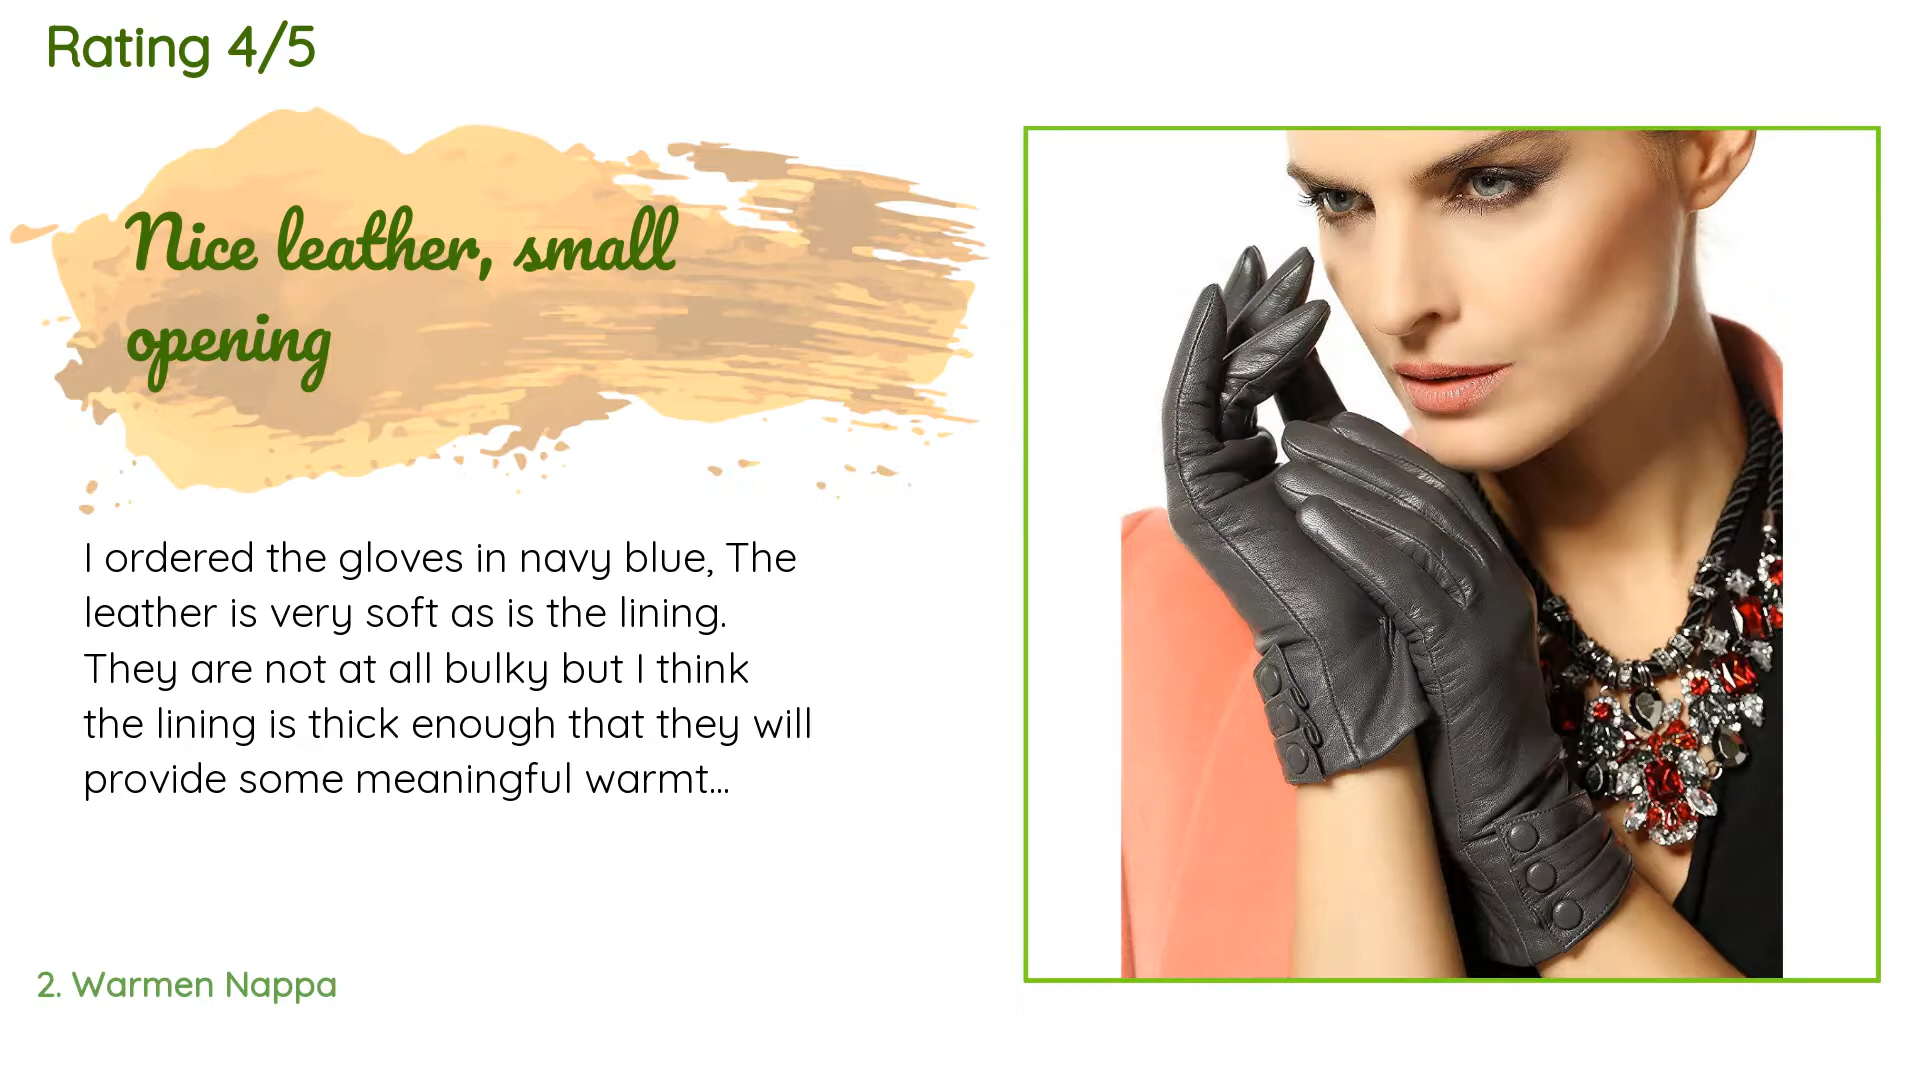 Rating 4/5
Nice leather, small
opening
I ordered the gloves in navy blue, The
leather is very soft as is the lining.
They are not at all bulky but I think
the lining is thick enough that they will
provide some meaningful warmt...
2. Warmen Nappa